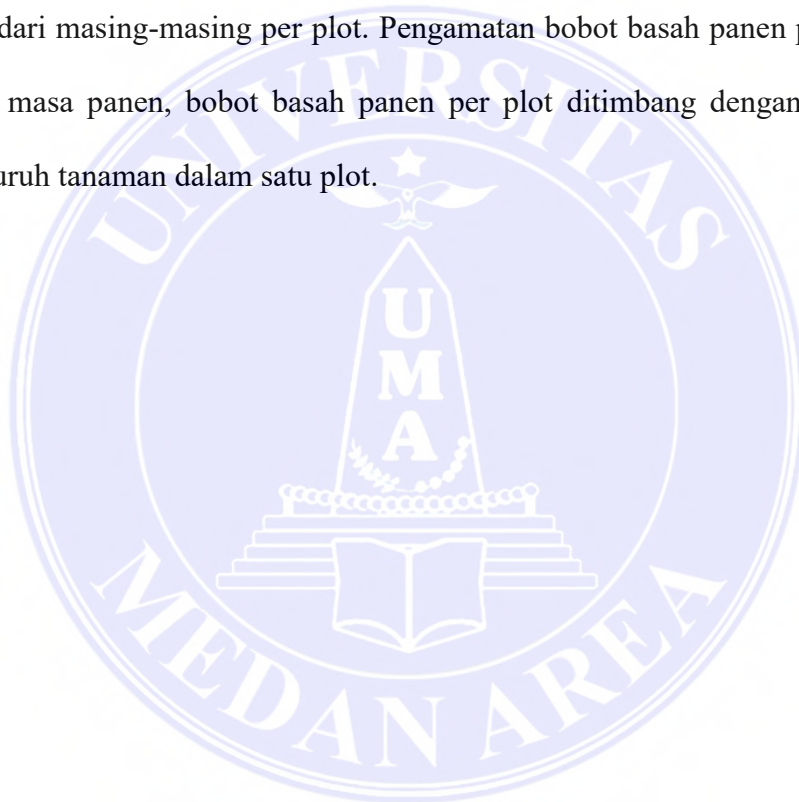 dari masing-masing per plot. Pengamatan bobot basah panen
masa panen, bobot basah panen per plot ditimbang dengan
uruh tanaman dalam satu plot.
UNIVERSITAS
UMA
MEDAN AREA